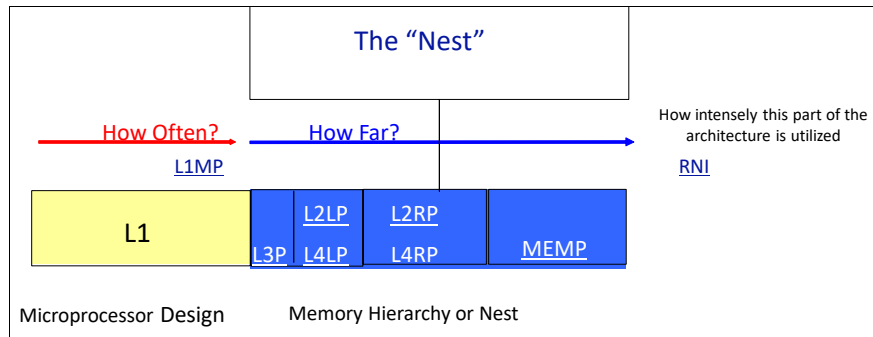 The “Nest”
How Often?
How Far?
How intensely this part of the
architecture is utilized
L1MP
RNI
L1
L2LP
L2RP
L3P
L4LP
L4RP
MEMP
Microprocessor Design
Memory Hierarchy or Nest